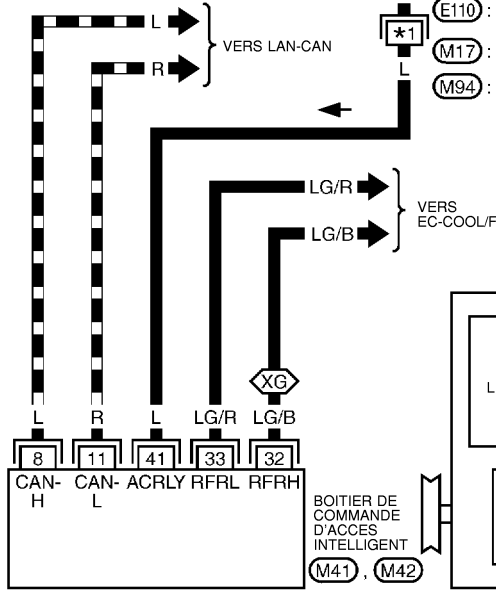 L
VERS LAN-CAN
R
E110 :
*1
M17 :
L
M94 :
LG/R
VERS
EC-COOL/F
LG/B
XG
L
L R L LG/R LG/B
8 11 41 33 32
CAN-H CAN-L ACRLY RFRL RFRH
BOITIER DE
COMMANDE
D'ACCES
INTELLIGENT
M41 , M42